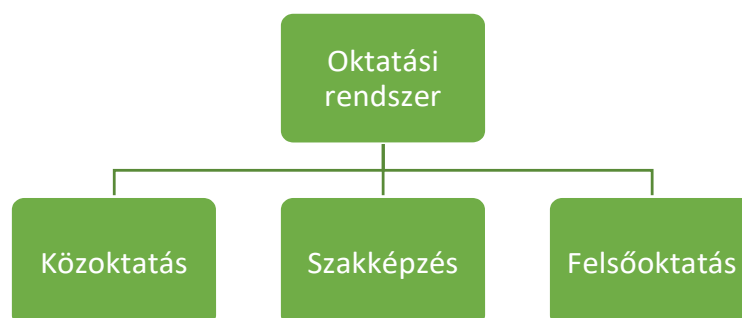 Oktatási
rendszer
Közoktatás
Szakképzés
Felsőoktatás